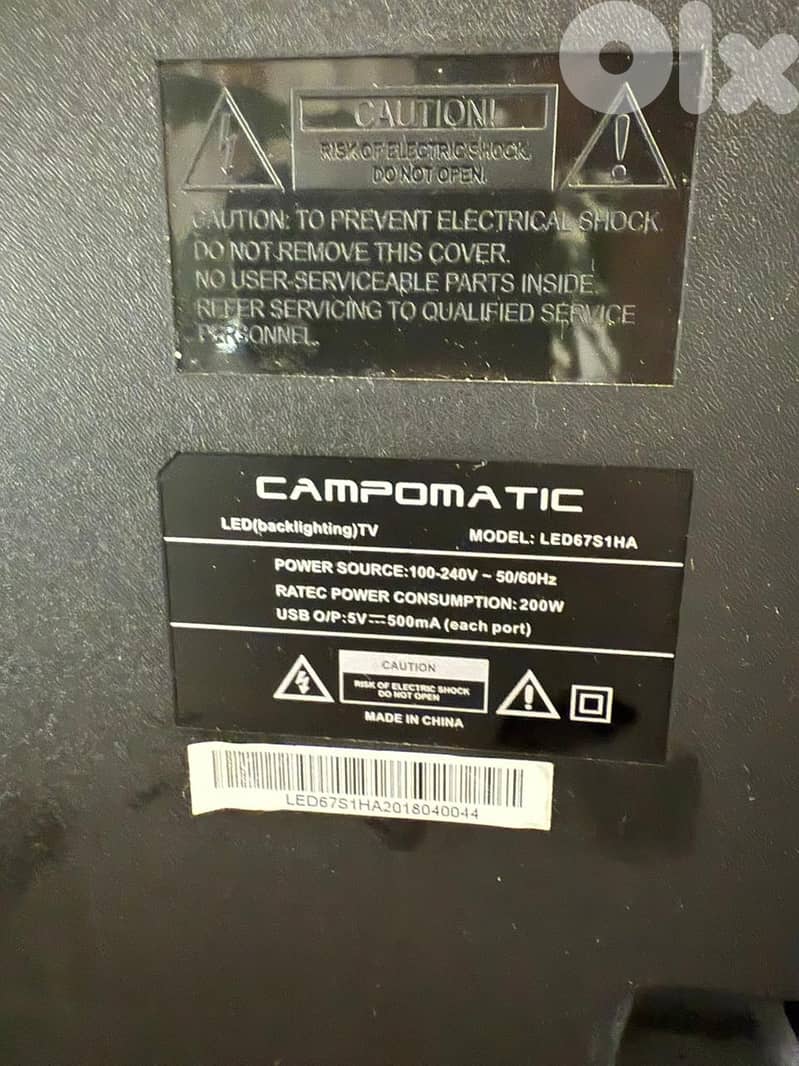 olx
CAUTION!
RISK OF ELECTRIC SHOCK.
DO NOT OPEN.
CAUTION: TO PREVENT ELECTRICAL SHOCK.
DO NOT REMOVE THIS COVER.
NO USER-SERVICEABLE PARTS INSIDE.
REFER SERVICING TO QUALIFIED SERVICE
PERSONNEL.
CAMPOMATIC
LED(backlighting)TV
MODEL: LED67S1HA
POWER SOURCE:100-240V ~ 50/60Hz
RATEC POWER CONSUMPTION: 200W
USB O/P:5V⎓500mA (each port)
CAUTION
RISK OF ELECTRIC SHOCK
DO NOT OPEN
MADE IN CHINA
LED67S1HA2018040044